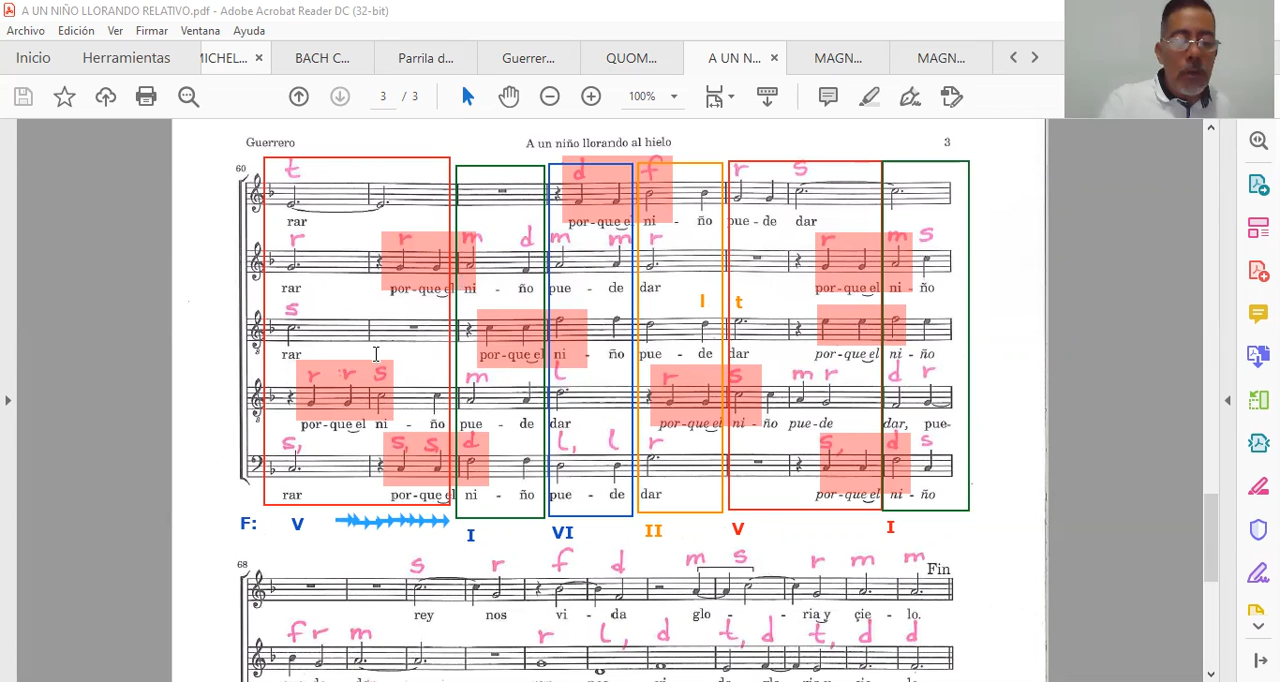 A UN NIÑO LLORANDO RELATIVO.pdf - Adobe Acrobat Reader DC (32-bit)
Archivo Edición Ver Firmar Ventana Ayuda
Inicio Herramientas MICHEL... × BACH C... Parrila d... Guerrer... QUOM... A UN N... × MAGN... MAGN...
3 / 3 100%
Guerrero A un niño llorando al hielo 3
60
t d f r s
rar por-que el ni - ño pue - de dar
r r m d m m r r m s
rar por-que el ni - ño pue - de dar por-que el ni - ño
l t
s
rar por-que el ni - ño pue - de dar por-que el ni - ño
r r s m l r s m r d r
por-que el ni - ño pue - de dar por-que el ni - ño pue-de dar, pue-
s, s, s, d l, l r s, d s
rar por-que el ni - ño pue - de dar por-que el ni - ño
F: V I VI II V I
68
s r f d m s r m m
Fin
rey nos vi - da glo - - ria y çie - lo.
f r m r l, d t, d t, d d